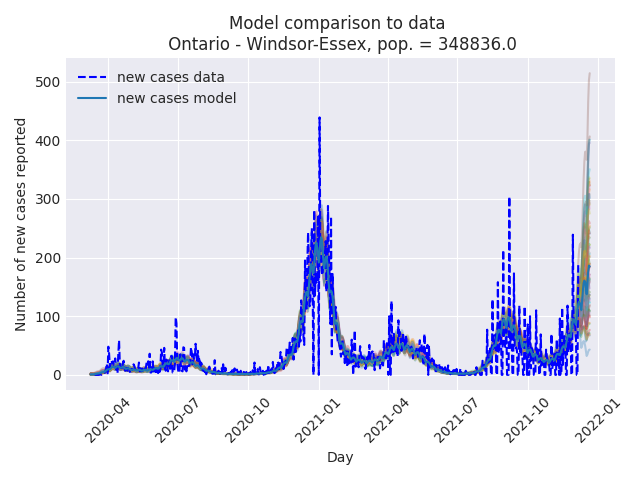 Model comparison to data
Ontario - Windsor-Essex, pop. = 348836.0
new cases data
new cases model
Number of new cases reported
500
400
300
200
100
0
2020-04
2020-07
2020-10
2021-01
2021-04
2021-07
2021-10
2022-01
Day